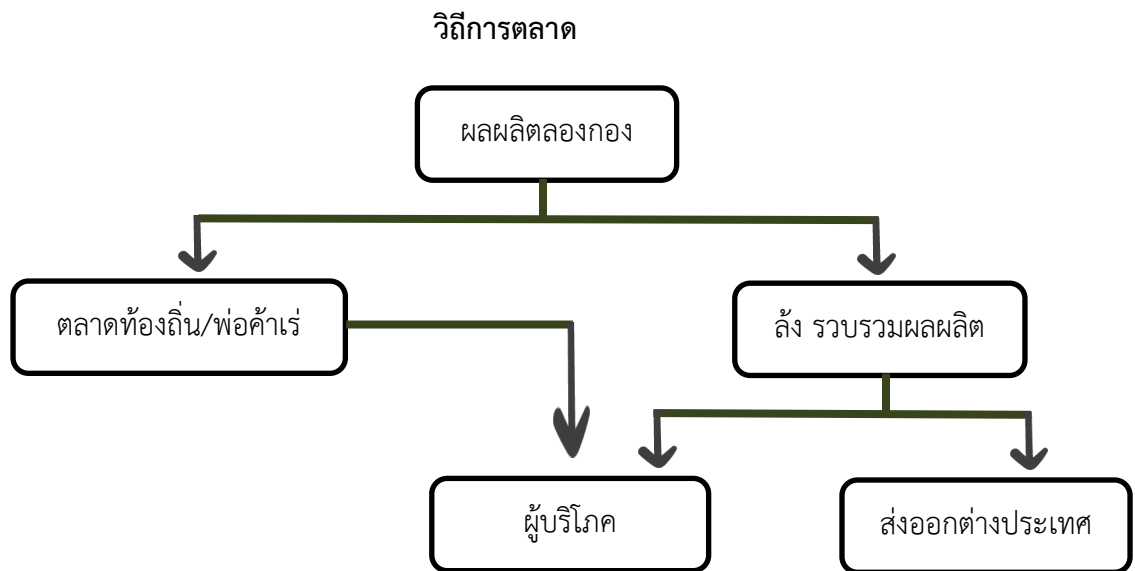 วิถีการตลาด
ผลผลิตลองกอง
ตลาดท้องถิ่น/พ่อค้าเร่
ล้ง รวบรวมผลผลิต
ผู้บริโภค
ส่งออกต่างประเทศ